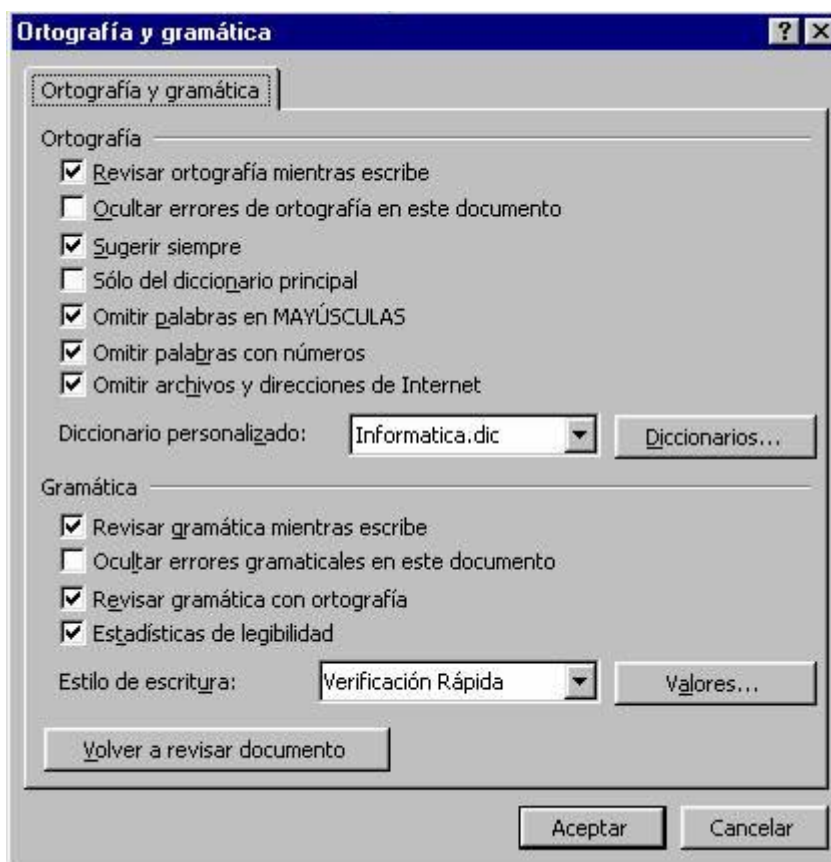 Ortografía y gramática
Ortografía y gramática
Ortografía
Revisar ortografía mientras escribe
Ocultar errores de ortografía en este documento
Sugerir siempre
Sólo del diccionario principal
Omitir palabras en MAYÚSCULAS
Omitir palabras con números
Omitir archivos y direcciones de Internet
Diccionario personalizado: Informatica.dic Diccionarios...
Gramática
Revisar gramática mientras escribe
Ocultar errores gramaticales en este documento
Revisar gramática con ortografía
Estadísticas de legibilidad
Estilo de escritura: Verificación Rápida Valores...
Volver a revisar documento
Aceptar Cancelar